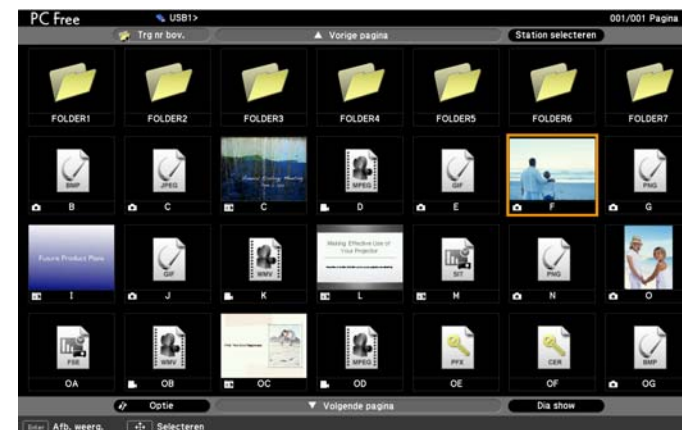 PC Free USB1> 001/001 Pagina
Trg nr bov. Vorige pagina Station selecteren
FOLDER1 FOLDER2 FOLDER3 FOLDER4 FOLDER5 FOLDER6 FOLDER7
BMP JPEG MPEG GIF PNG
B C C D E F G
Future Product Plans GIF WMV Making Effective Use of Your Projector SIT PNG
I J K L M N O
FSE WMV MPEG PFX CER BMP
OA OB OC OD OE OF OG
Optie Volgende pagina Dia show
Enter Afb. weerg. Selecteren